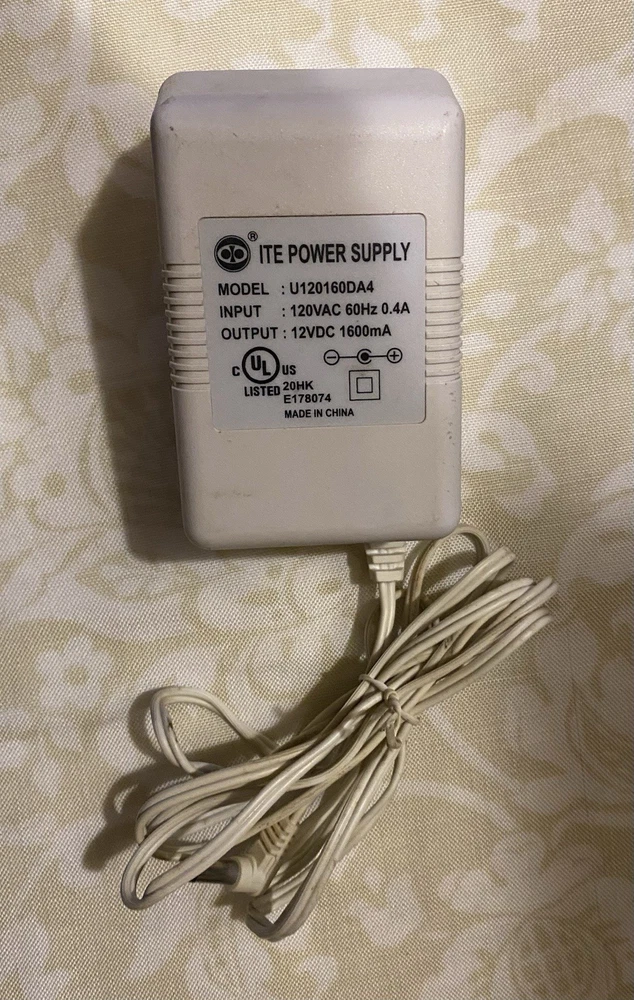 ® ITE POWER SUPPLY
MODEL : U120160DA4
INPUT : 120VAC 60Hz 0.4A
OUTPUT : 12VDC 1600mA
C UL US
LISTED 20HK
E178074
MADE IN CHINA